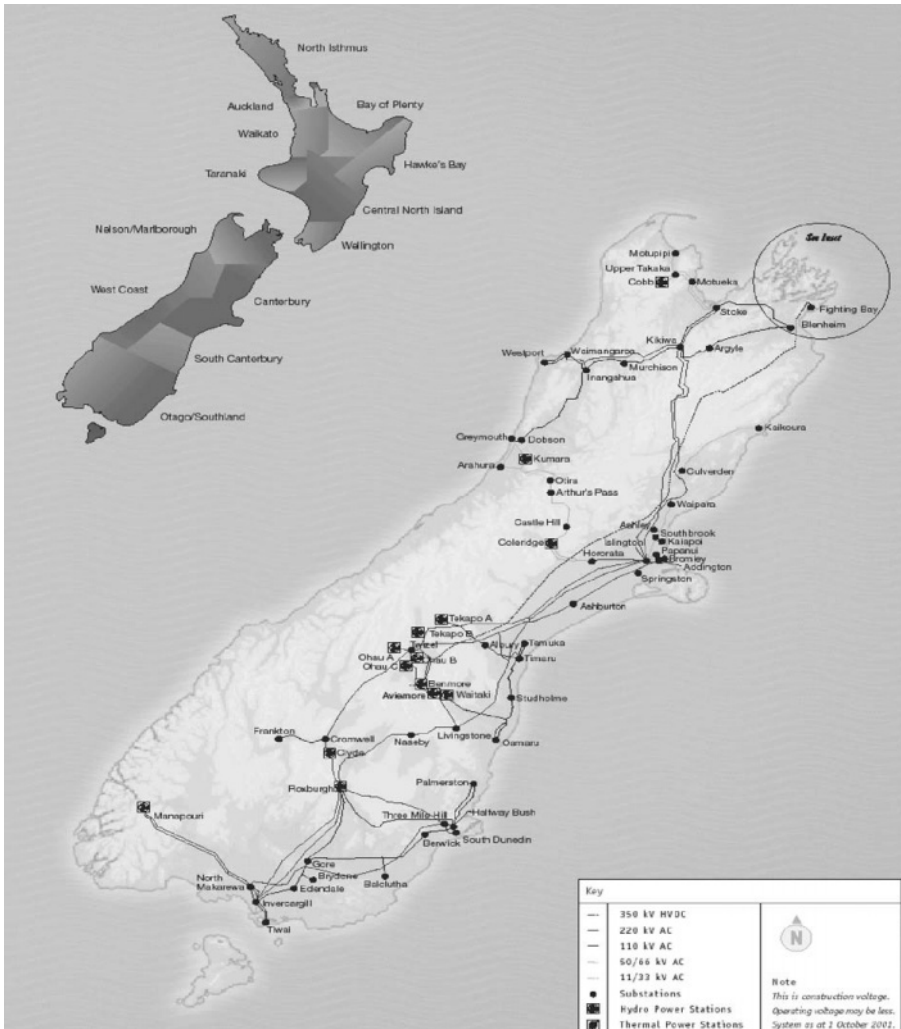 North Isthmus
Auckland
Bay of Plenty
Waikato
Taranaki
Hawke's Bay
Central North Island
Nelson/Marlborough
Wellington
West Coast
Canterbury
South Canterbury
Otago/Southland
See Inset
Motupipi
Upper Takaka
Cobb
Motueka
Stoke
Fighting Bay
Blenheim
Kikiwa
Argyle
Westport
Waimangaroa
Murchison
Inangahua
Greymouth
Dobson
Kaikoura
Kumara
Arahura
Culverden
Otira
Arthur's Pass
Waipara
Castle Hill
Ashley
Southbrook
Coleridge
Islington
Kaiapoi
Papanui
Hororata
Bromley
Addington
Springston
Ashburton
Tekapo A
Tekapo B
Albury
Temuka
Twizel
Ohau A
Ohau B
Timaru
Ohau C
Benmore
Aviemore
Waitaki
Studholme
Livingstone
Frankton
Cromwell
Naseby
Oamaru
Clyde
Roxburgh
Palmerston
Manapouri
Three Mile Hill
Halfway Bush
South Dunedin
Berwick
Gore
North
Makarewa
Brydone
Edendale
Balclutha
Invercargill
Tiwai
Key
350 kV HVDC
220 kV AC
110 kV AC
50/66 kV AC
11/33 kV AC
Substations
Hydro Power Stations
Thermal Power Stations
N
Note
This is construction voltage.
Operating voltage may be less.
System as at 1 October 2001.